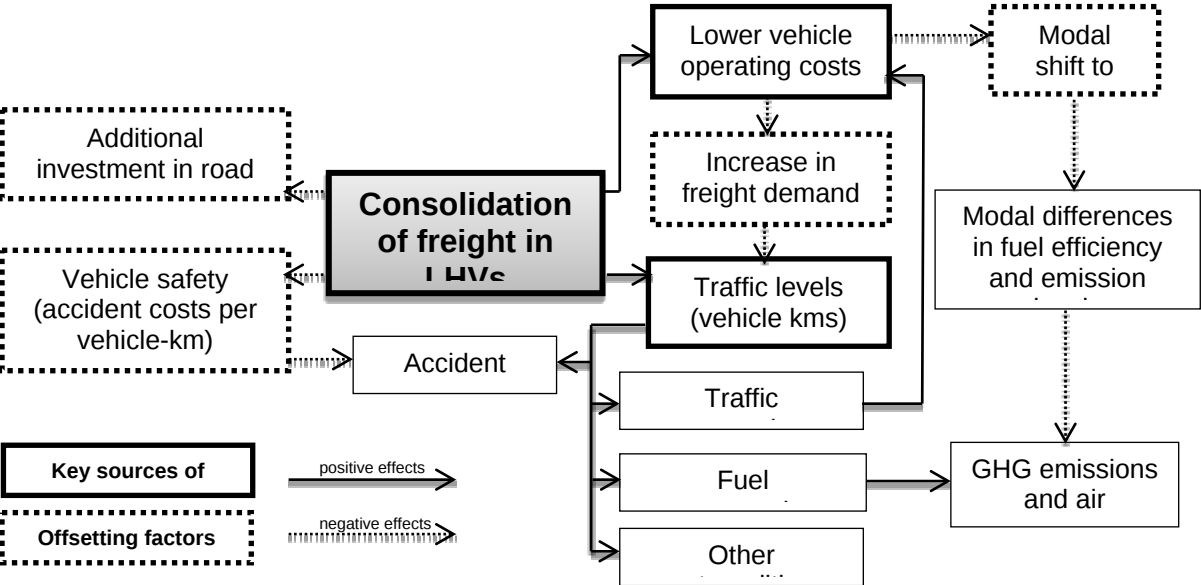 Lower vehicle
operating costs
Modal
shift to
Additional
investment in road
Increase in
freight demand
Consolidation
of freight in
LHVs
Modal differences
in fuel efficiency
and emission
Vehicle safety
(accident costs per
vehicle-km)
Traffic levels
(vehicle kms)
Accident
Traffic
Key sources of
positive effects
Fuel
GHG emissions
and air
Offsetting factors
negative effects
Other